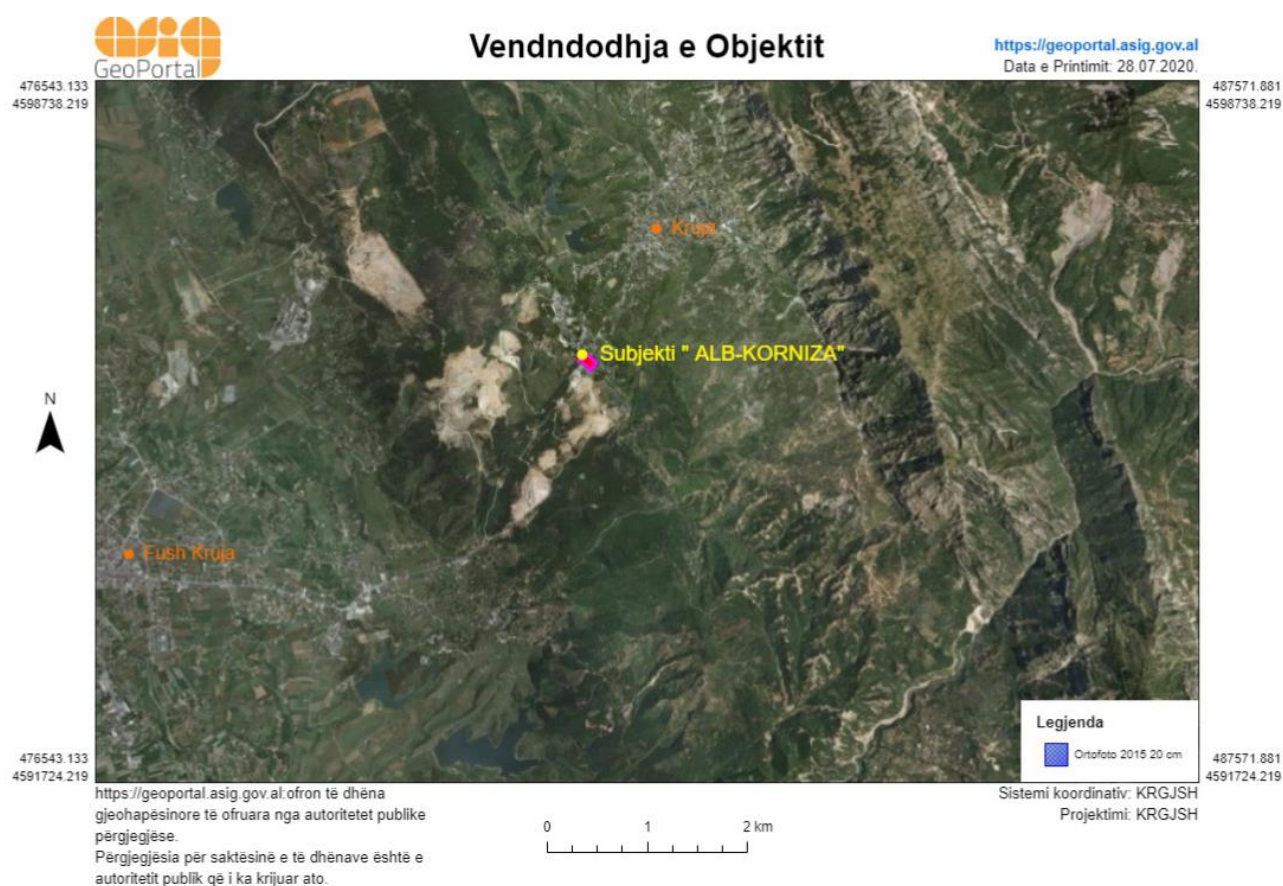 asig
GeoPortal
Vendndodhja e Objektit
https://geoportal.asig.gov.al
Data e Printimit: 28.07.2020.
476543.133
4598738.219
487571.881
4598738.219
Kruja
Subjekti " ALB-KORNIZA"
N
Fush Kruja
Legjenda
Ortofoto 2015 20 cm
476543.133
4591724.219
487571.881
4591724.219
https://geoportal.asig.gov.al:ofron të dhëna
gjeohapësinore të ofruara nga autoritetet publike
përgjegjëse.
Përgjegjësia për saktësinë e të dhënave është e
autoritetit publik që i ka krijuar ato.
0 1 2 km
Sistemi koordinativ: KRGJSH
Projektimi: KRGJSH